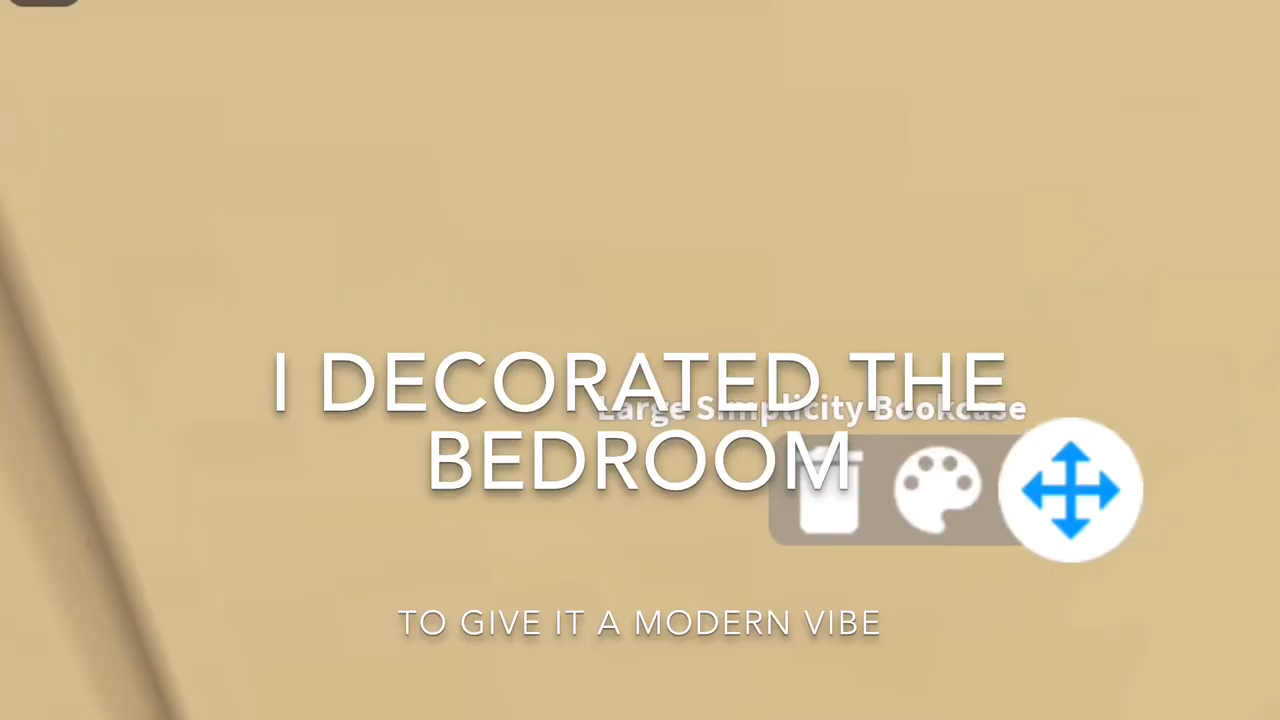 I DECORATED THE
Large Simplicity Bookcase
BEDROOM
TO GIVE IT A MODERN VIBE